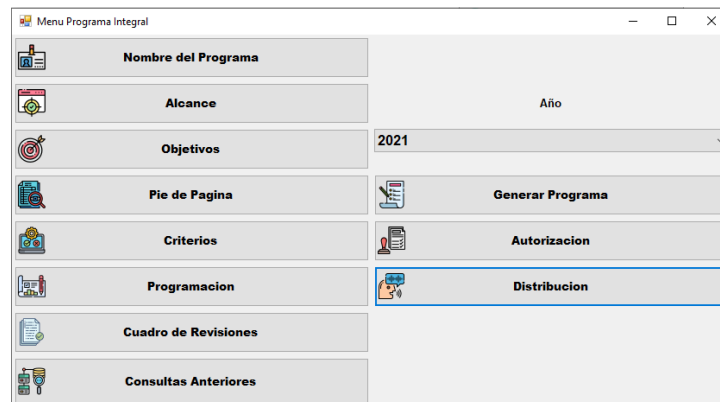 Menu Programa Integral
Nombre del Programa
Alcance
Año
Objetivos
2021
Pie de Pagina
Generar Programa
Criterios
Autorizacion
Programacion
Distribucion
Cuadro de Revisiones
Consultas Anteriores